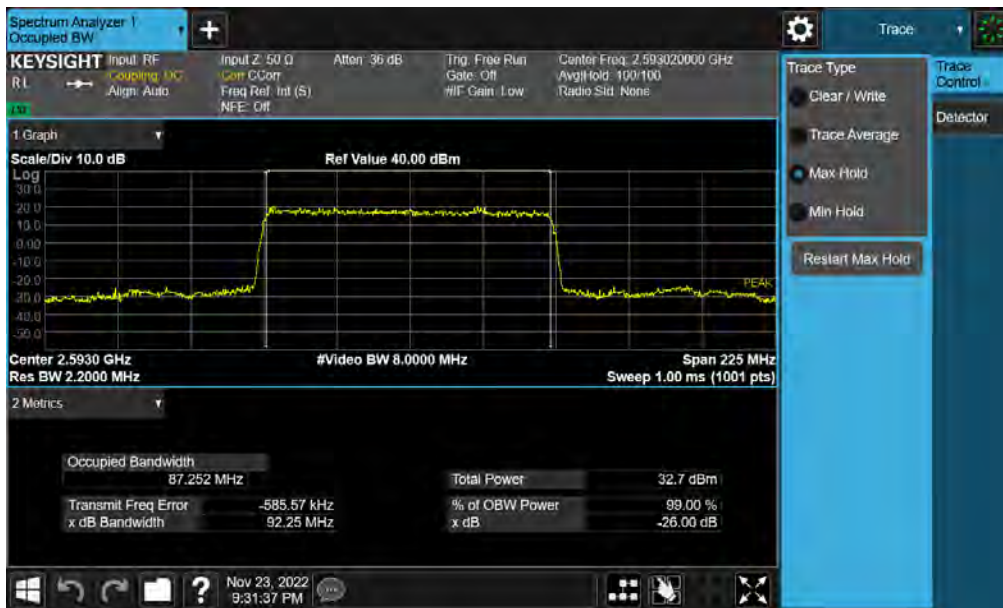 Spectrum Analyzer 1
Occupied BW
Trace
KEYSIGHT
Input: RF
Coupling: DC
Align: Auto
Input Z: 50 Ω
Corr CCorr
Freq Ref: Int (S)
NFE: Off
Atten: 36 dB
Trig: Free Run
Gate: Off
#IF Gain: Low
Center Freq: 2.593020000 GHz
Avg|Hold: 100/100
Radio Std: None
R L
Trace Type
Clear / Write
Trace Average
Max Hold
Min Hold
Restart Max Hold
Trace
Control
Detector
1 Graph
Scale/Div 10.0 dB
Ref Value 40.00 dBm
Log
30.0
20.0
10.0
0.00
-10.0
-20.0
-30.0
-40.0
-50.0
PEAK
Center 2.5930 GHz
#Video BW 8.0000 MHz
Span 225 MHz
Res BW 2.2000 MHz
Sweep 1.00 ms (1001 pts)
2 Metrics
Occupied Bandwidth
87.252 MHz
Total Power
32.7 dBm
Transmit Freq Error
-585.57 kHz
% of OBW Power
99.00 %
x dB Bandwidth
92.25 MHz
x dB
-26.00 dB
Nov 23, 2022
9:31:37 PM